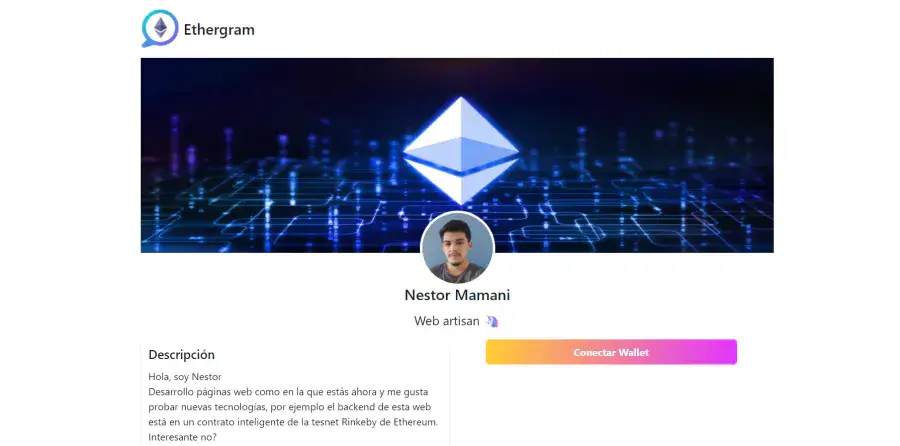 Ethergram
Nestor Mamani
Web artisan 🦄
Descripción
Hola, soy Nestor
Desarrollo páginas web como en la que estás ahora y me gusta
probar nuevas tecnologías, por ejemplo el backend de esta web
está en un contrato inteligente de la tesnet Rinkeby de Ethereum.
Interesante no?
Conectar Wallet